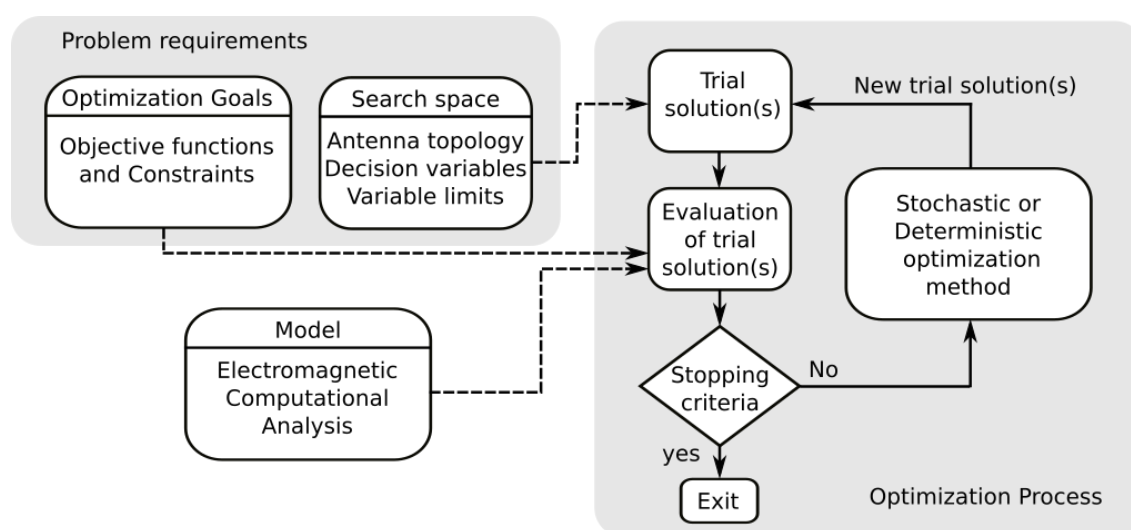 Problem requirements
Optimization Goals
Objective functions
and Constraints
Search space
Antenna topology
Decision variables
Variable limits
Model
Electromagnetic
Computational
Analysis
Trial
solution(s)
New trial solution(s)
Evaluation
of trial
solution(s)
Stochastic or
Deterministic
optimization
method
Stopping
criteria
No
yes
Exit
Optimization Process